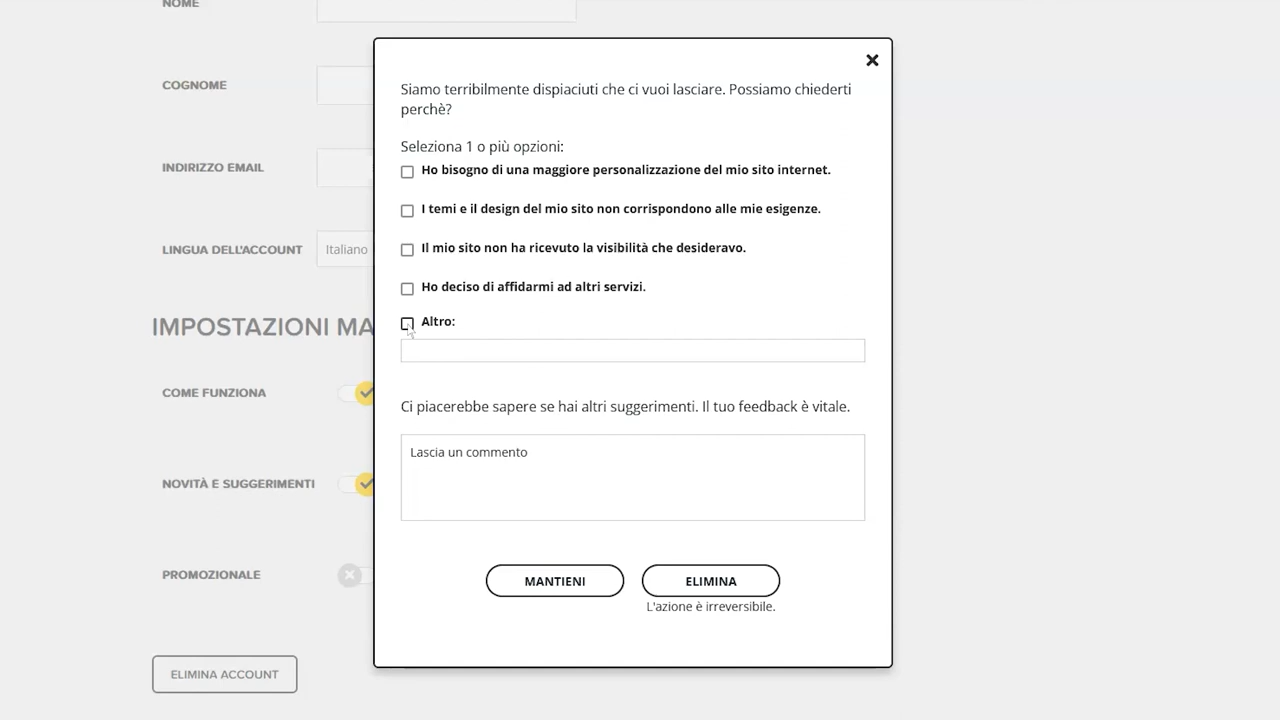 NOME
COGNOME
INDIRIZZO EMAIL
LINGUA DELL'ACCOUNT
Italiano
IMPOSTAZIONI MA
COME FUNZIONA
NOVITÀ E SUGGERIMENTI
PROMOZIONALE
ELIMINA ACCOUNT
Siamo terribilmente dispiaciuti che ci vuoi lasciare. Possiamo chiederti
perchè?
Seleziona 1 o più opzioni:
Ho bisogno di una maggiore personalizzazione del mio sito internet.
I temi e il design del mio sito non corrispondono alle mie esigenze.
Il mio sito non ha ricevuto la visibilità che desideravo.
Ho deciso di affidarmi ad altri servizi.
Altro:
Ci piacerebbe sapere se hai altri suggerimenti. Il tuo feedback è vitale.
Lascia un commento
MANTIENI
ELIMINA
L'azione è irreversibile.